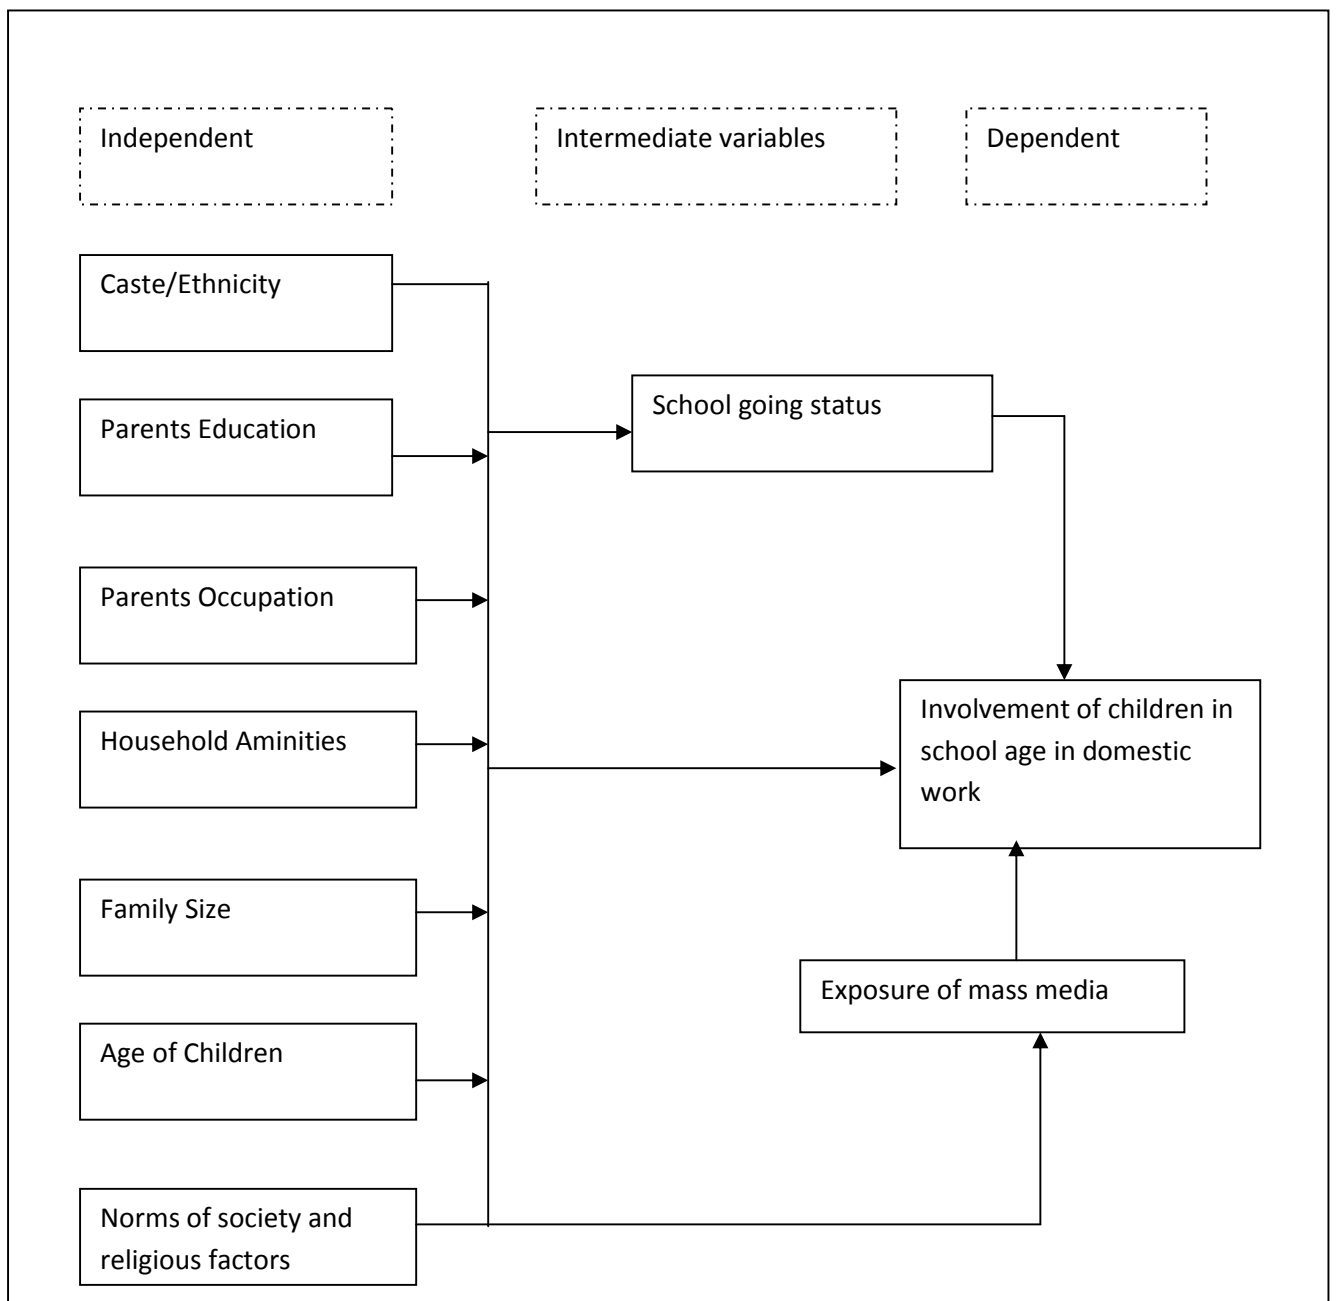 Independent
Intermediate variables
Dependent
Caste/Ethnicity
Parents Education
School going status
Parents Occupation
Household Aminities
Involvement of children in
school age in domestic
work
Family Size
Exposure of mass media
Age of Children
Norms of society and
religious factors